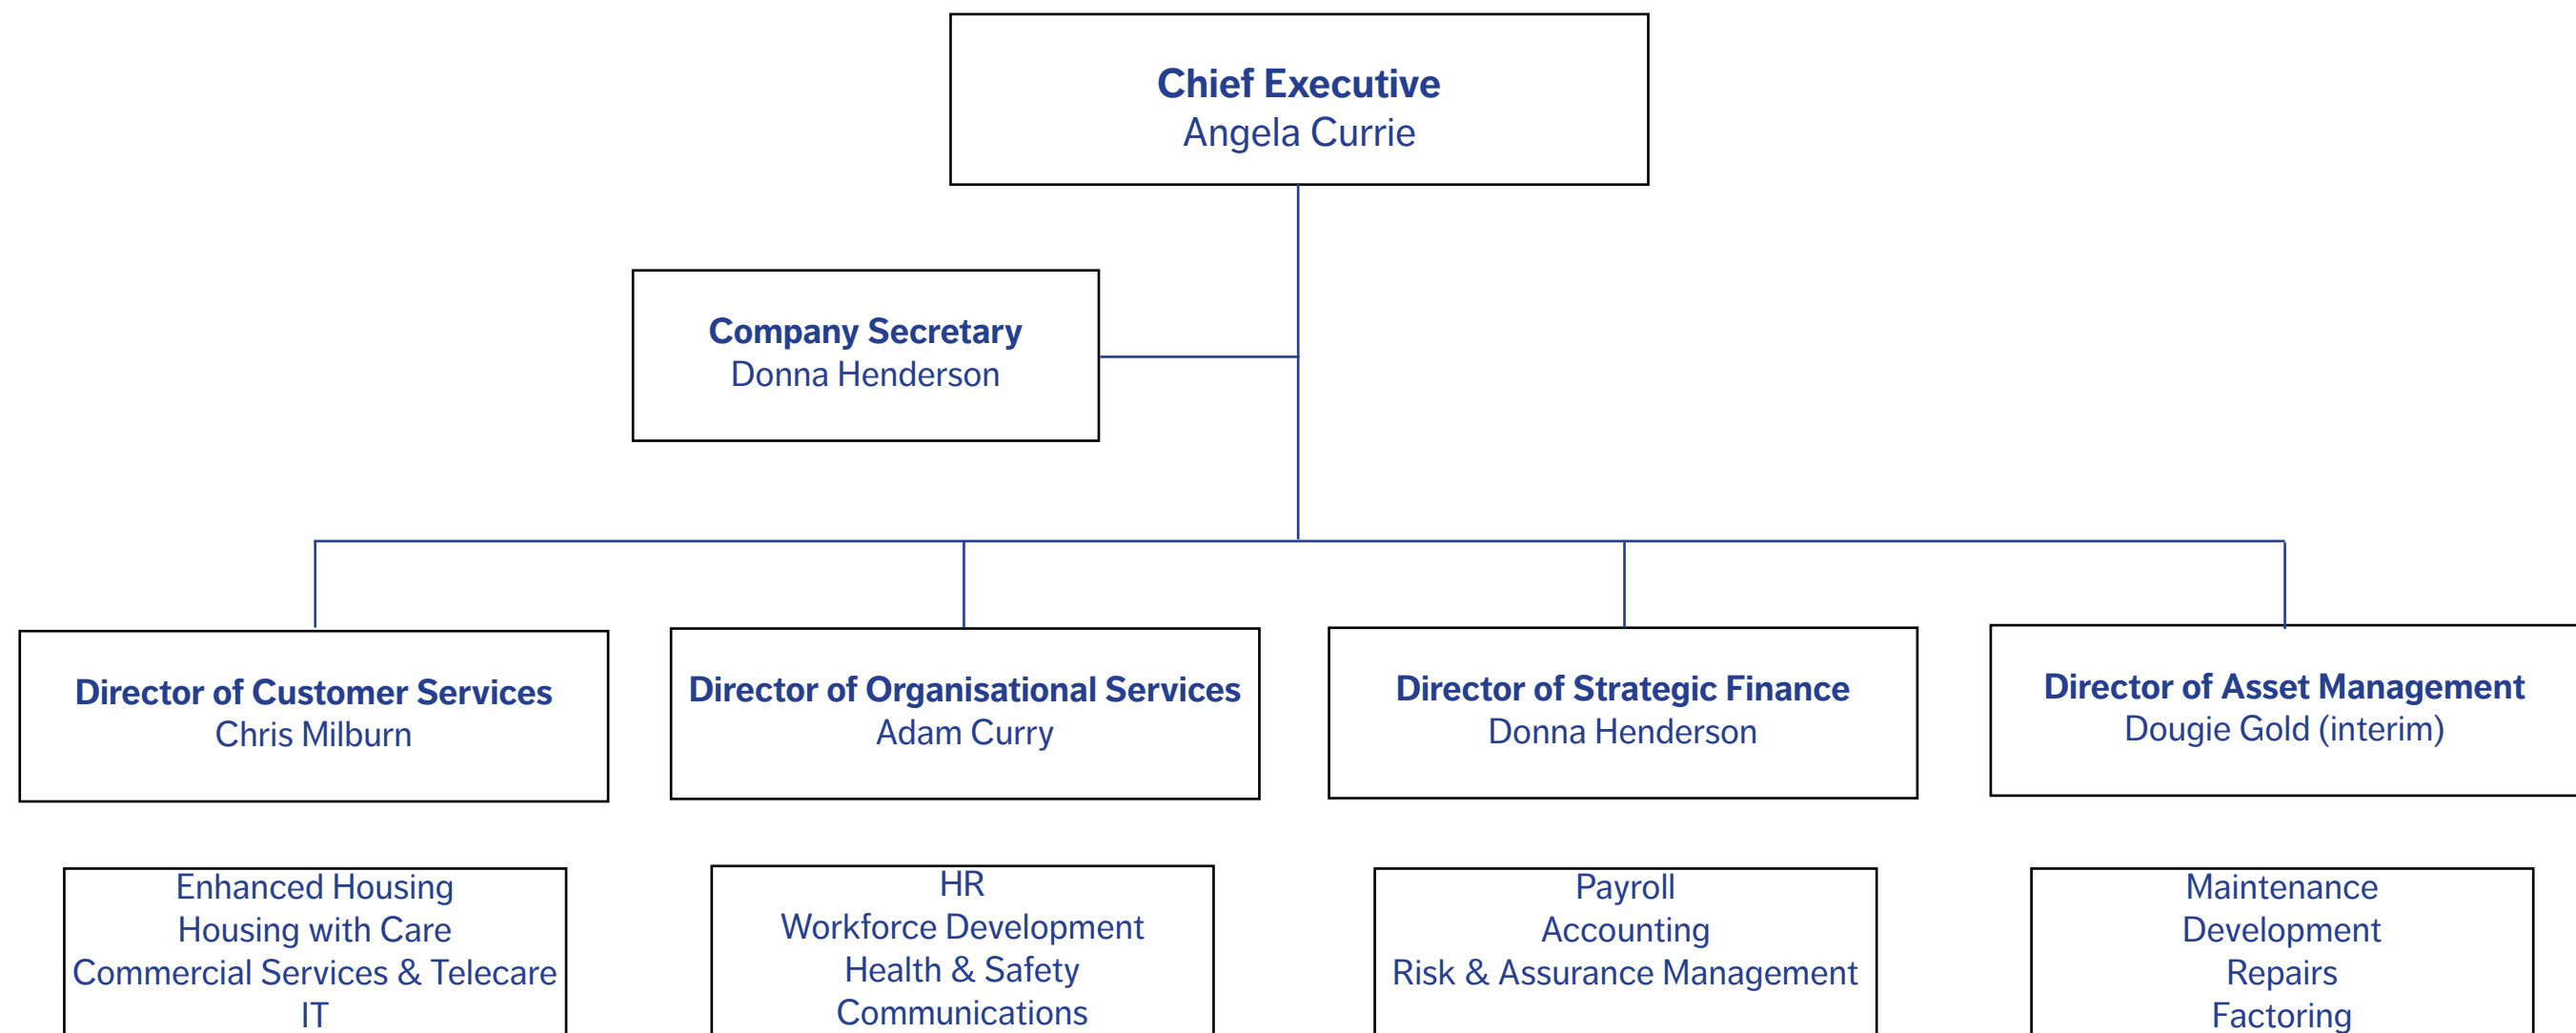 Chief Executive
Angela Currie
Company Secretary
Donna Henderson
Director of Customer Services
Chris Milburn
Director of Organisational Services
Adam Curry
Director of Strategic Finance
Donna Henderson
Director of Asset Management
Dougie Gold (interim)
Enhanced Housing
Housing with Care
Commercial Services & Telecare
IT
HR
Workforce Development
Health & Safety
Communications
Payroll
Accounting
Risk & Assurance Management
Maintenance
Development
Repairs
Factoring